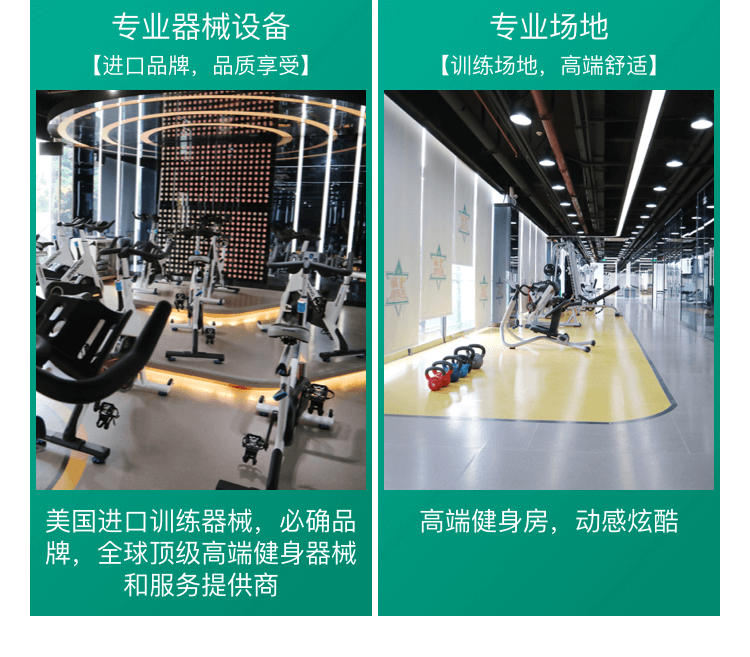 专业器械设备
【进口品牌，品质享受】
美国进口训练器械，必确品
牌，全球顶级高端健身器械
和服务提供商
专业场地
【训练场地，高端舒适】
高端健身房，动感炫酷